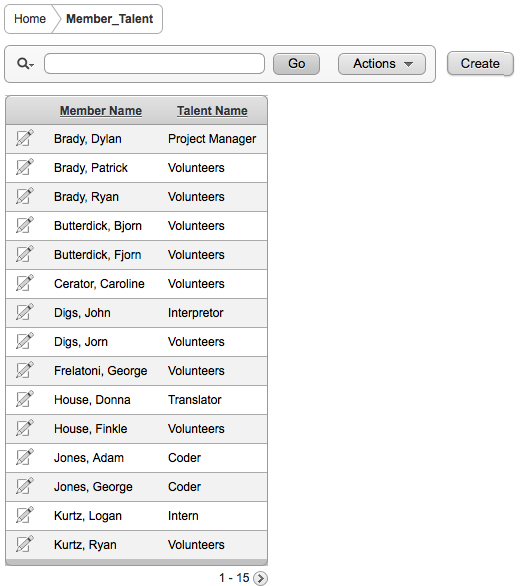 Home Member_Talent
Go Actions Create
Member Name Talent Name
Brady, Dylan Project Manager
Brady, Patrick Volunteers
Brady, Ryan Volunteers
Butterdick, Bjorn Volunteers
Butterdick, Fjorn Volunteers
Cerator, Caroline Volunteers
Digs, John Interpretor
Digs, Jorn Volunteers
Frelatoni, George Volunteers
House, Donna Translator
House, Finkle Volunteers
Jones, Adam Coder
Jones, George Coder
Kurtz, Logan Intern
Kurtz, Ryan Volunteers
1 - 15